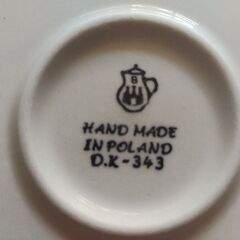 B
HAND MADE
IN POLAND
D.K-343